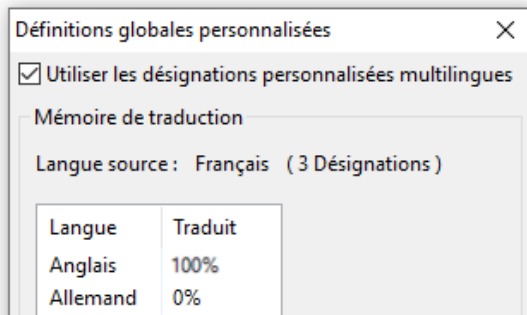 Définitions globales personnalisées
Utiliser les désignations personnalisées multilingues
Mémoire de traduction
Langue source : Français ( 3 Désignations )
Langue Traduit
Anglais 100%
Allemand 0%